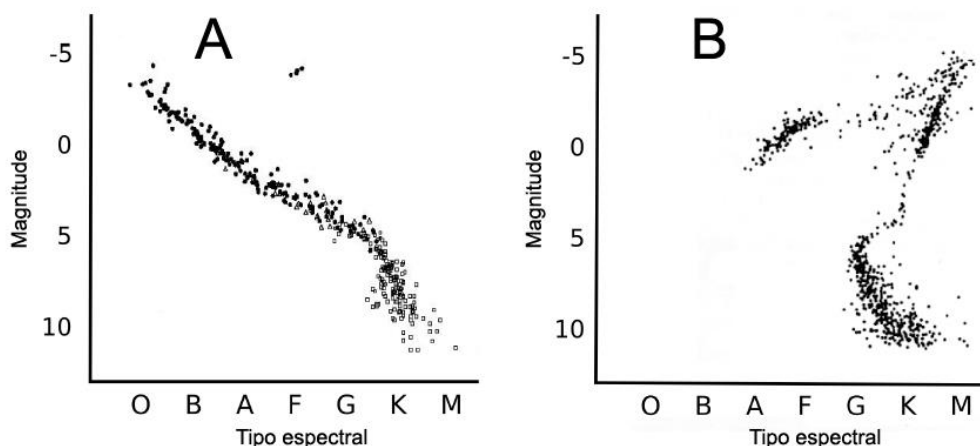 A
-5
0
5
10
Magnitude
O B A F G K M
Tipo espectral
B
-5
0
5
10
Magnitude
O B A F G K M
Tipo espectral